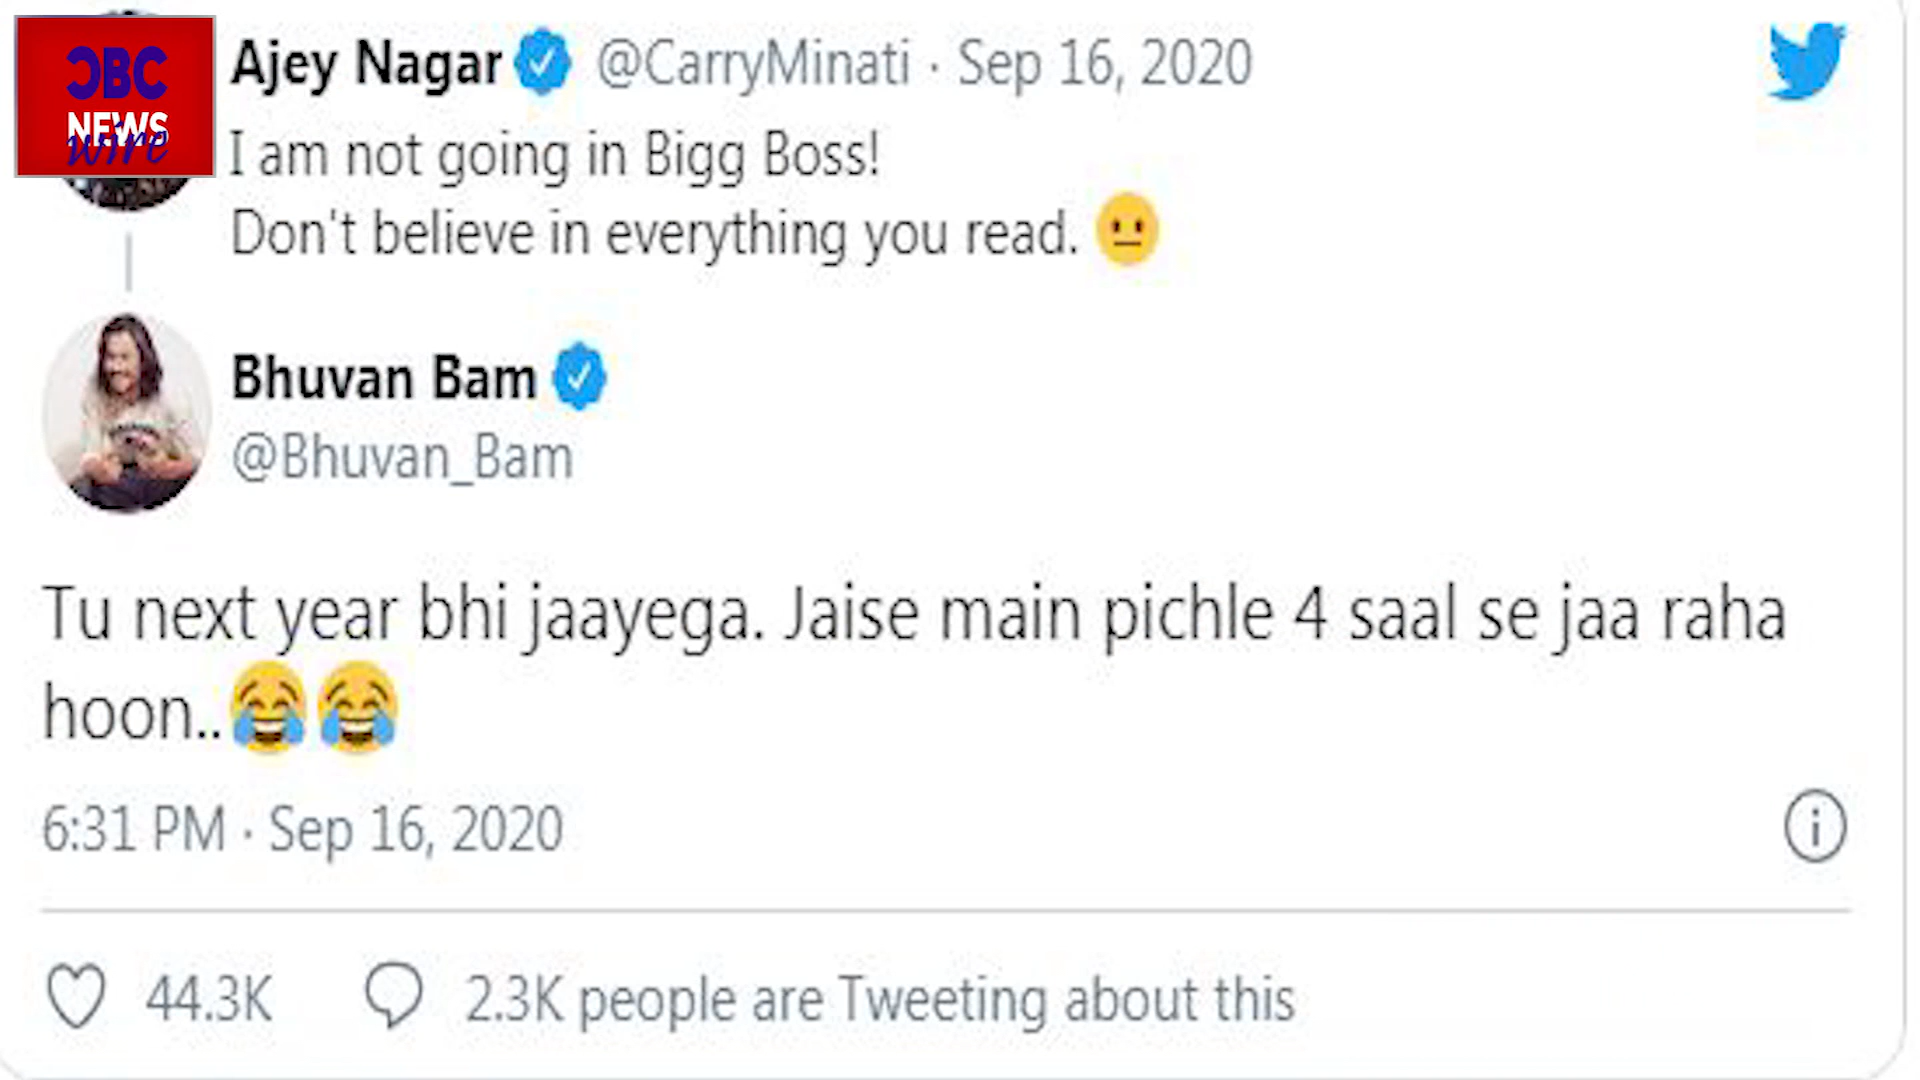 ↃBC
NEWS
wire
Ajey Nagar @CarryMinati · Sep 16, 2020
I am not going in Bigg Boss!
Don't believe in everything you read. 😐
Bhuvan Bam
@Bhuvan_Bam
Tu next year bhi jaayega. Jaise main pichle 4 saal se jaa raha
hoon..😂😂
6:31 PM · Sep 16, 2020
44.3K 2.3K people are Tweeting about this